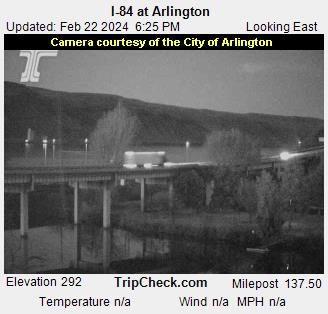 I-84 at Arlington
Updated: Feb 22 2024 6:25 PM Looking East
Camera courtesy of the City of Arlington
Elevation 292 TripCheck.com Milepost 137.50
Temperature n/a Wind n/a MPH n/a